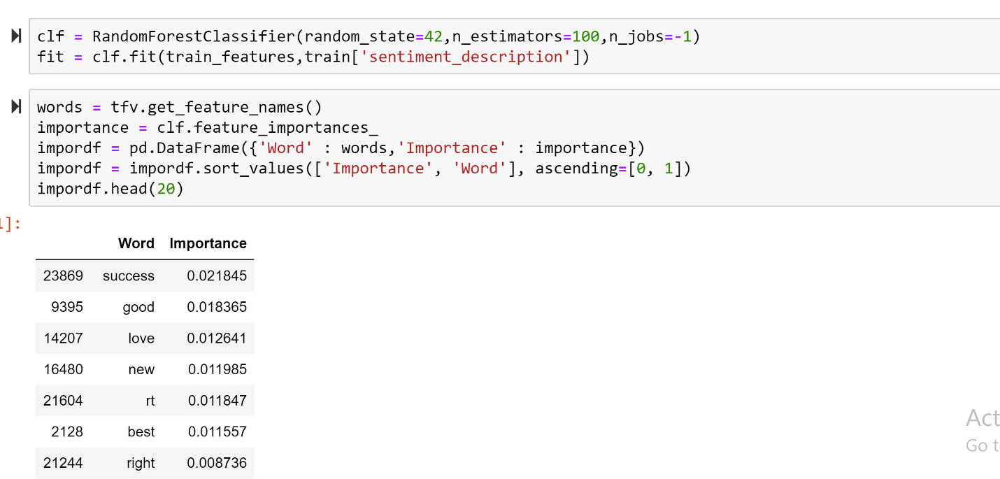 clf = RandomForestClassifier(random_state=42,n_estimators=100,n_jobs=-1)
fit = clf.fit(train_features,train['sentiment_description'])
words = tfv.get_feature_names()
importance = clf.feature_importances_
impordf = pd.DataFrame({'Word' : words,'Importance' : importance})
impordf = impordf.sort_values(['Importance', 'Word'], ascending=[0, 1])
impordf.head(20)
1]:
Word Importance
23869 success 0.021845
9395 good 0.018365
14207 love 0.012641
16480 new 0.011985
21604 rt 0.011847
2128 best 0.011557
21244 right 0.008736
Act
Go t